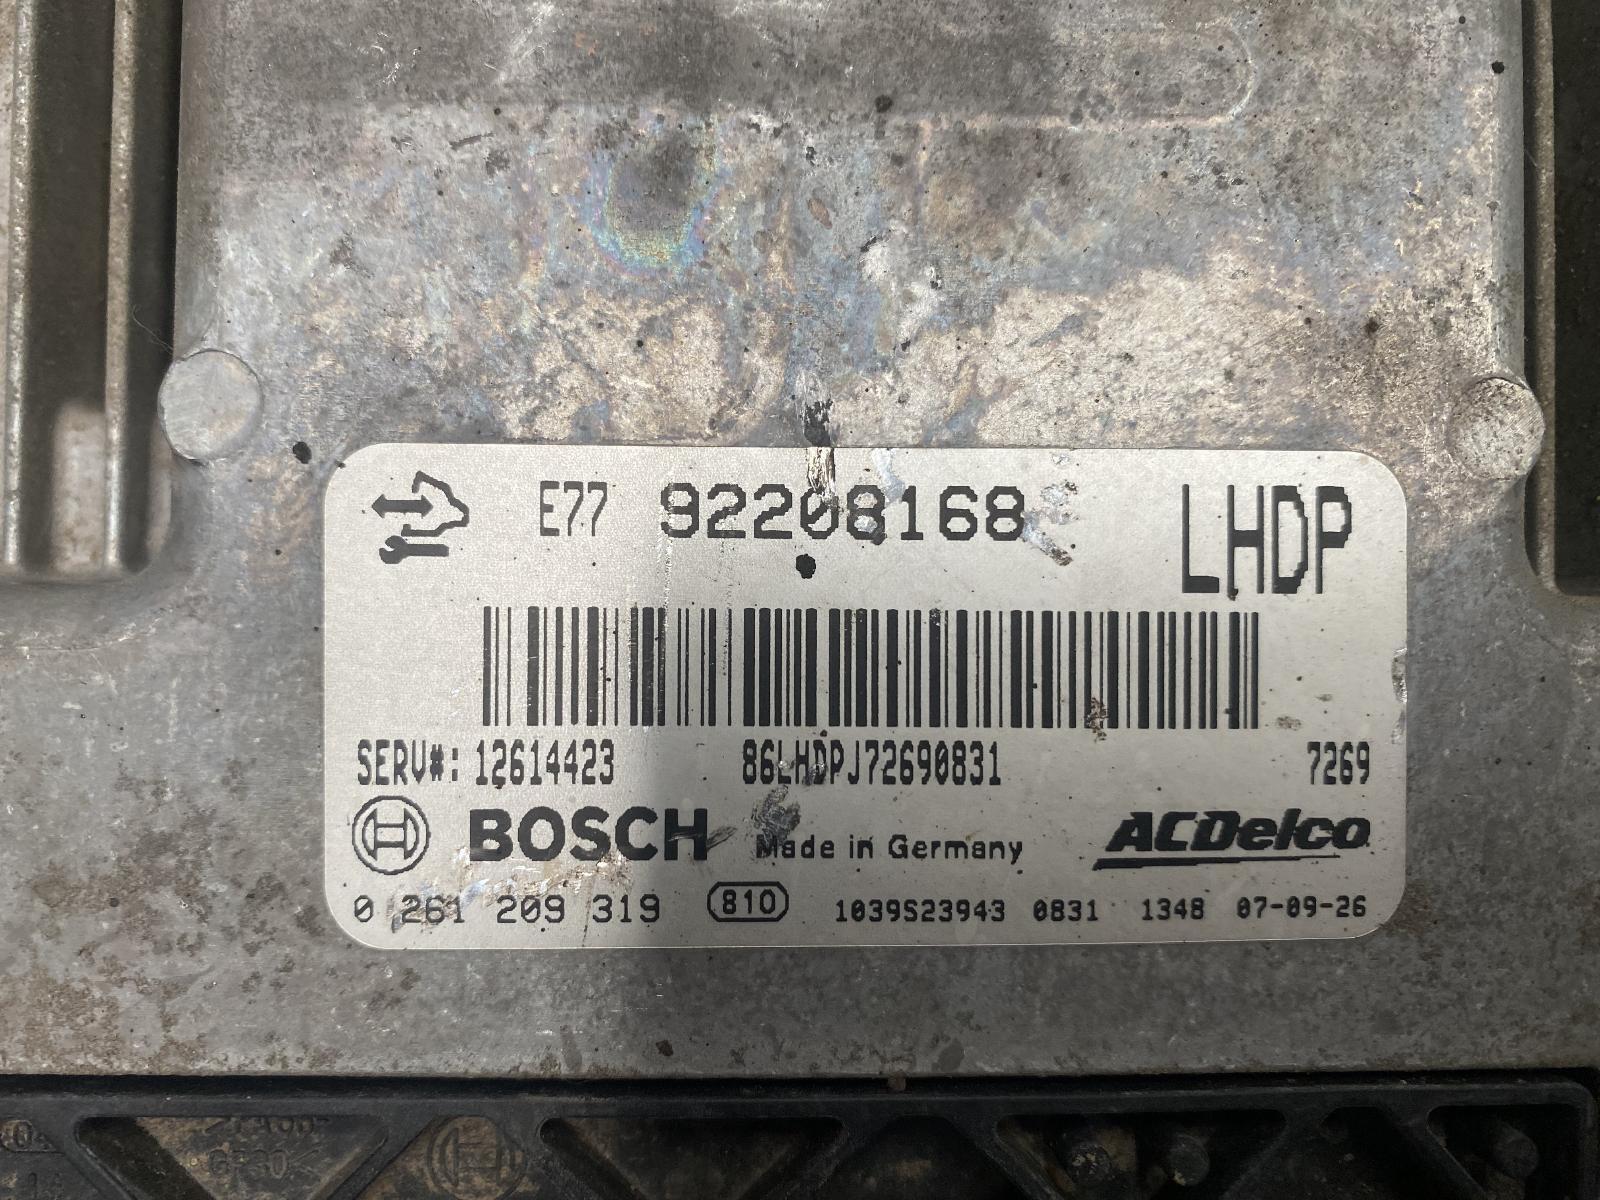 E77 92208168 LHDP
SERV#: 12614423 86LHDPJ72690831 7269
BOSCH Made in Germany ACDelco
0 261 209 319 810 1039S23943 0831 1348 07-09-26